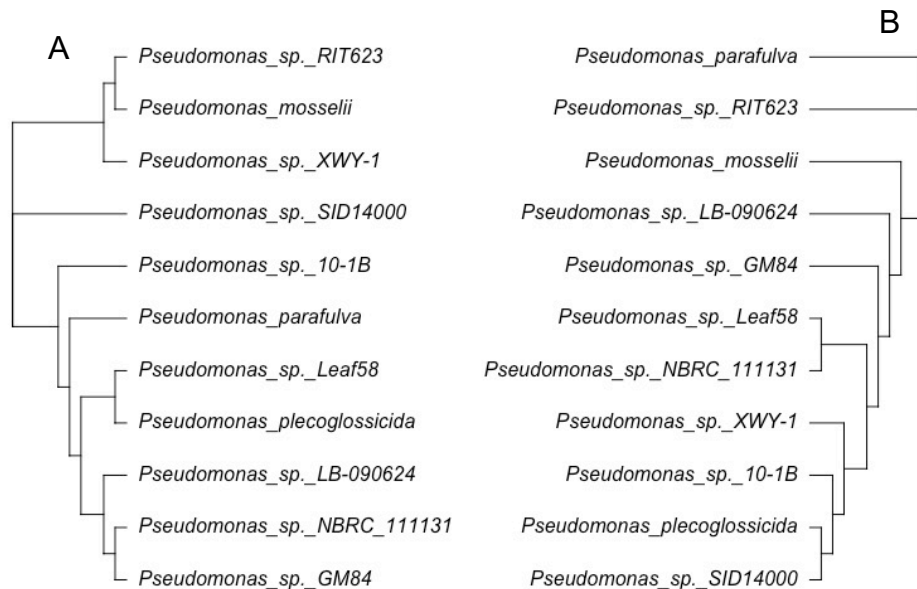 A
B
Pseudomonas_sp._RIT623
Pseudomonas_mosselii
Pseudomonas_sp._XWY-1
Pseudomonas_sp._SID14000
Pseudomonas_sp._10-1B
Pseudomonas_parafulva
Pseudomonas_sp._Leaf58
Pseudomonas_plecoglossicida
Pseudomonas_sp._LB-090624
Pseudomonas_sp._NBRC_111131
Pseudomonas_sp._GM84
Pseudomonas_parafulva
Pseudomonas_sp._RIT623
Pseudomonas_mosselii
Pseudomonas_sp._LB-090624
Pseudomonas_sp._GM84
Pseudomonas_sp._Leaf58
Pseudomonas_sp._NBRC_111131
Pseudomonas_sp._XWY-1
Pseudomonas_sp._10-1B
Pseudomonas_plecoglossicida
Pseudomonas_sp._SID14000